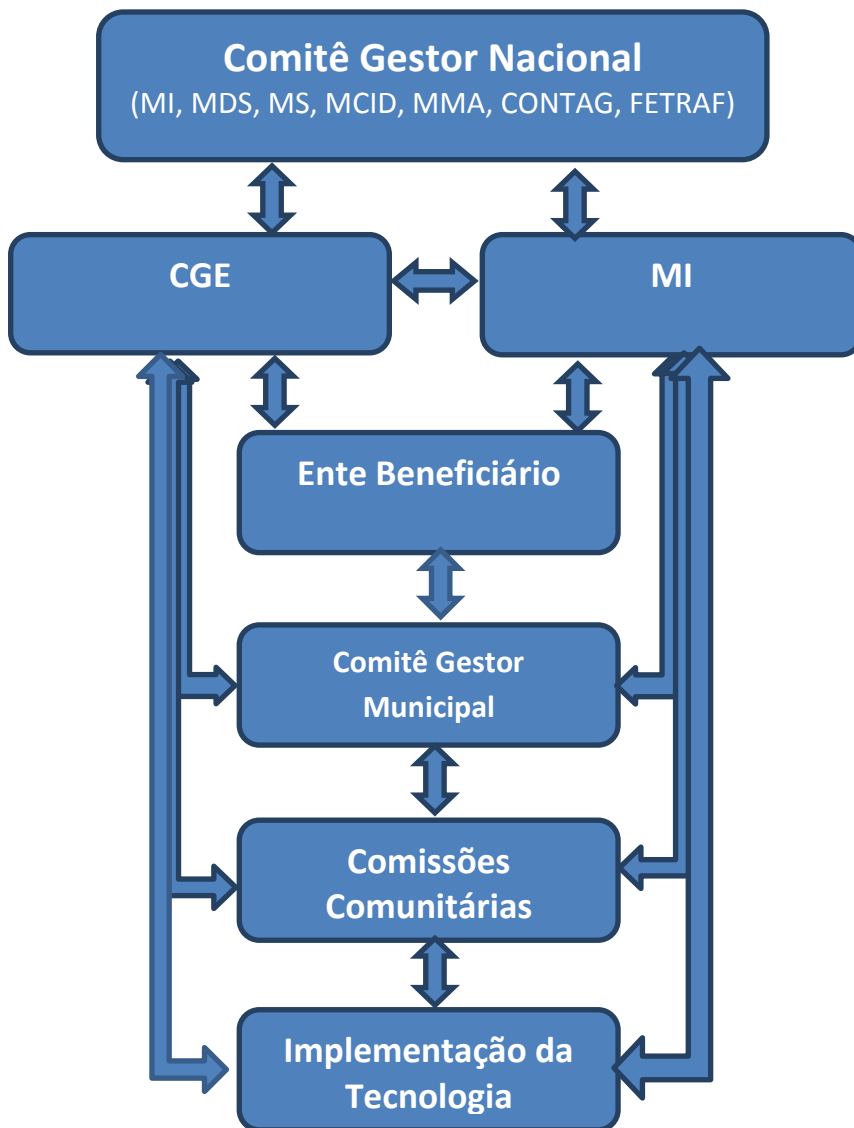 Comitê Gestor Nacional
(MI, MDS, MS, MCID, MMA, CONTAG, FETRAF)
CGE
MI
Ente Beneficiário
Comitê Gestor
Municipal
Comissões
Comunitárias
Implementação da
Tecnologia